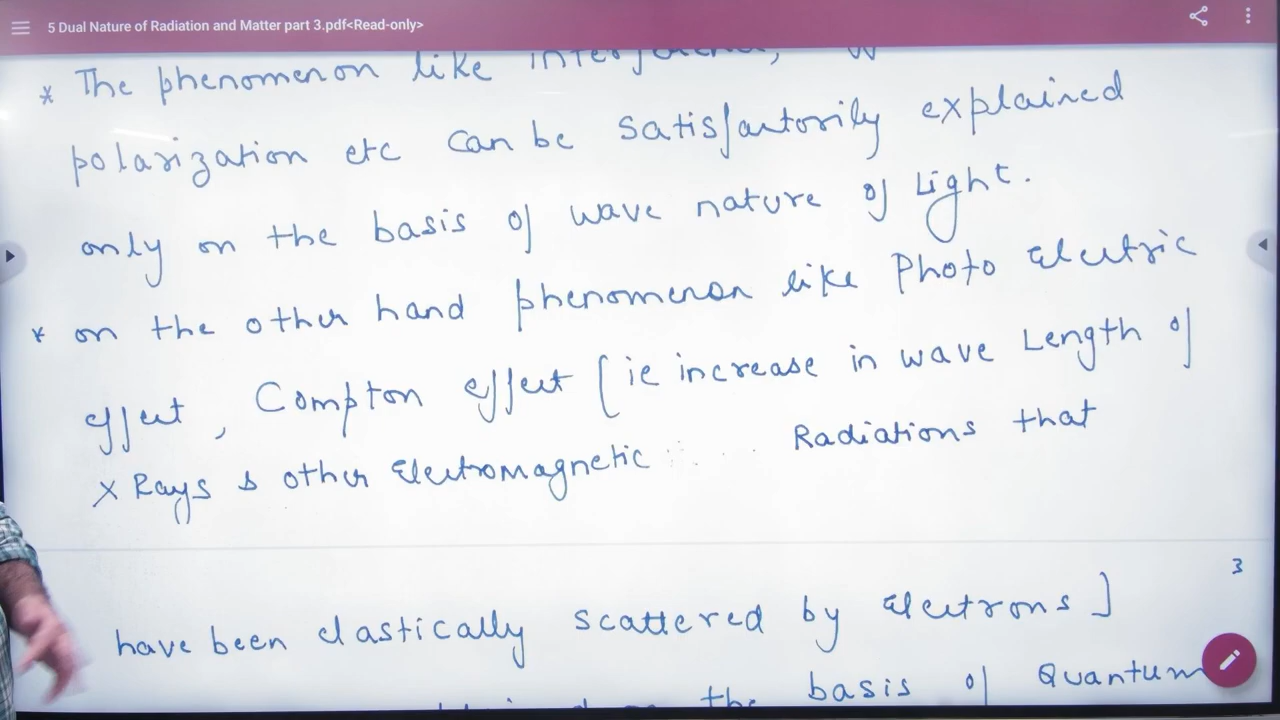 5 Dual Nature of Radiation and Matter part 3.pdf<Read-only>
* The phenomenon like
polarization etc can be satisfactorily explained
only on the basis of wave nature of Light.
* on the other hand phenomenon like Photo Electric
effect, Compton effect [ie increase in wave Length of
X Rays & other Electromagnetic Radiations that
3
have been elastically scattered by electrons]
the basis of Quantum